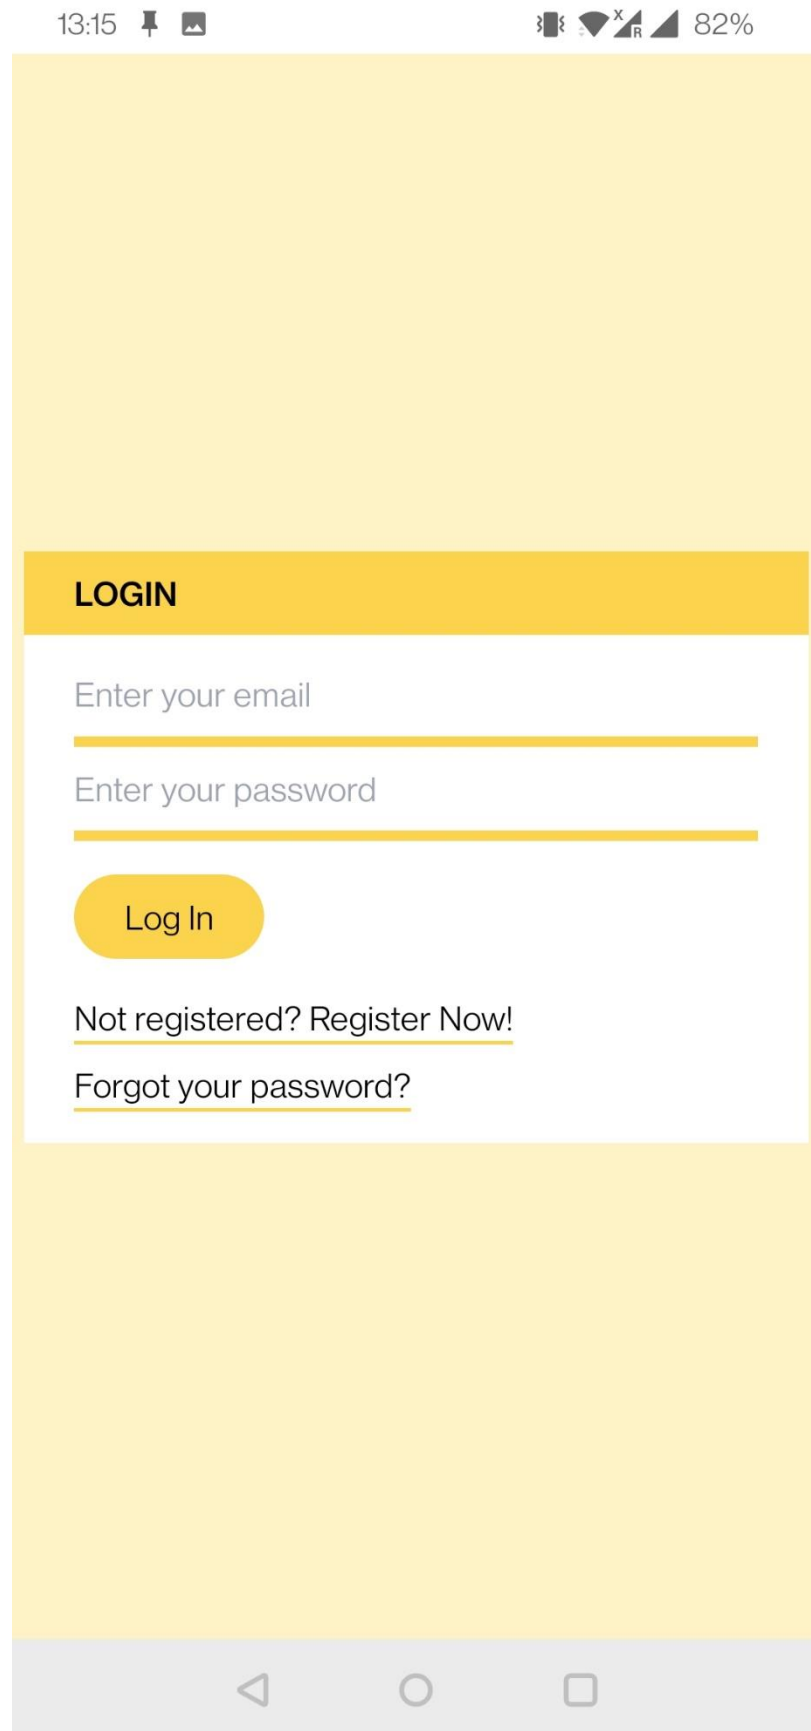 13:15 82%
LOGIN
Enter your email
Enter your password
Log In
Not registered? Register Now!
Forgot your password?